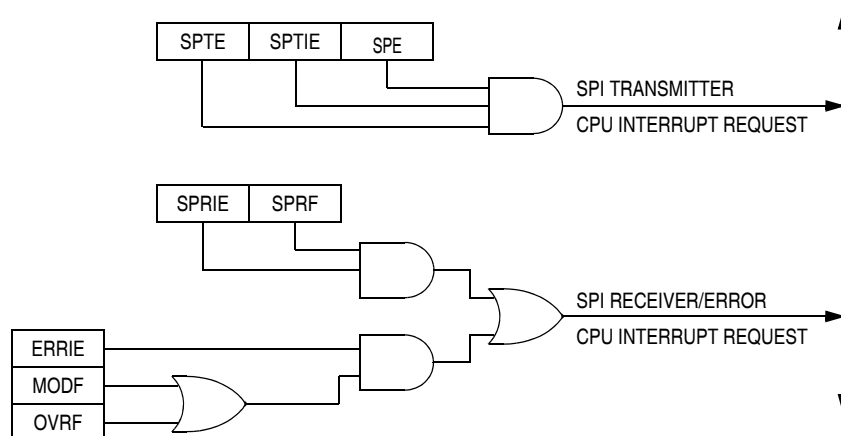 SPTE SPTIE SPE
SPI TRANSMITTER
CPU INTERRUPT REQUEST
SPRIE SPRF
SPI RECEIVER/ERROR
CPU INTERRUPT REQUEST
ERRIE
MODF
OVRF